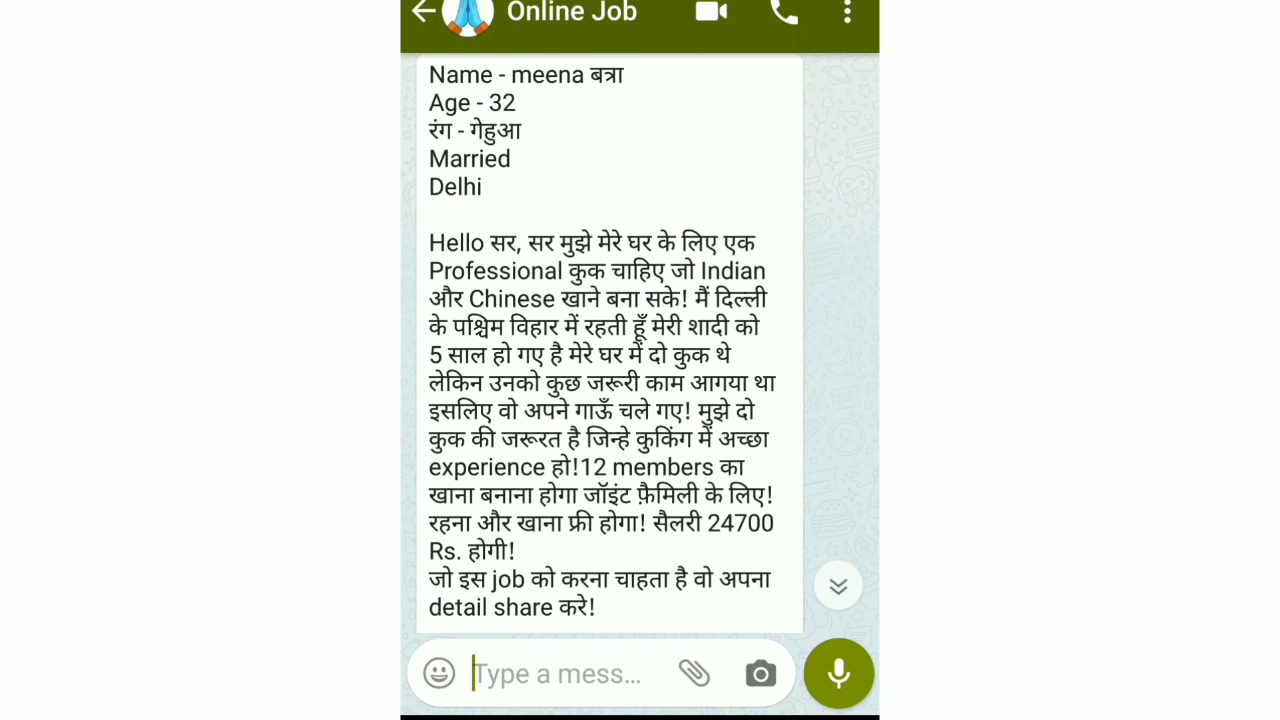 Online Job
Name - meena बत्रा
Age - 32
रंग - गेहुआ
Married
Delhi
Hello सर, सर मुझे मेरे घर के लिए एक
Professional कुक चाहिए जो Indian
और Chinese खाने बना सके! मैं दिल्ली
के पश्चिम विहार में रहती हूँ मेरी शादी को
5 साल हो गए है मेरे घर में दो कुक थे
लेकिन उनको कुछ जरूरी काम आगया था
इसलिए वो अपने गाऊँ चले गए! मुझे दो
कुक की जरूरत है जिन्हे कुकिंग में अच्छा
experience हो!12 members का
खाना बनाना होगा जॉइंट फ़ैमिली के लिए!
रहना और खाना फ्री होगा! सैलरी 24700
Rs. होगी!
जो इस job को करना चाहता है वो अपना
detail share करे!
Type a mess...